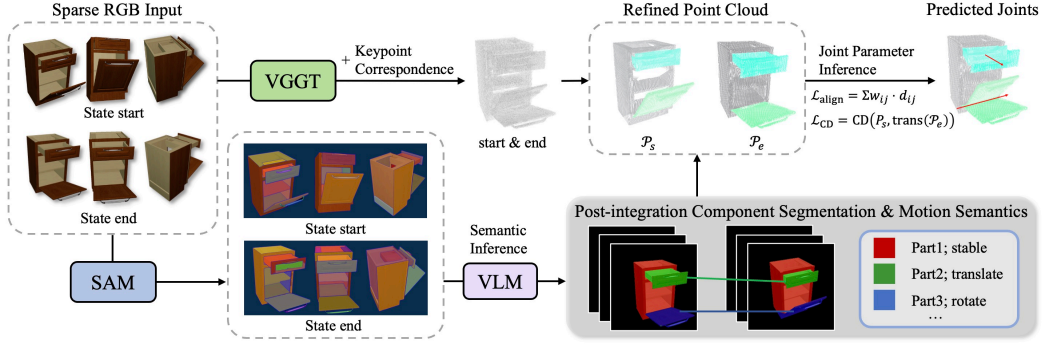 Sparse RGB Input
State start
State end
SAM
VGGT
+ Keypoint
Correspondence
start & end
State start
State end
Semantic
Inference
VLM
Refined Point Cloud
𝒫ₛ
𝒫ₑ
Joint Parameter
Inference
ℒalign = Σwᵢⱼ · dᵢⱼ
ℒCD = CD(Pₛ, trans(𝒫ₑ))
Predicted Joints
Post-integration Component Segmentation & Motion Semantics
Part1; stable
Part2; translate
Part3; rotate
…